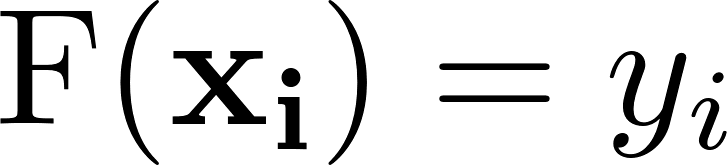 F(𝐱ᵢ) = yᵢ